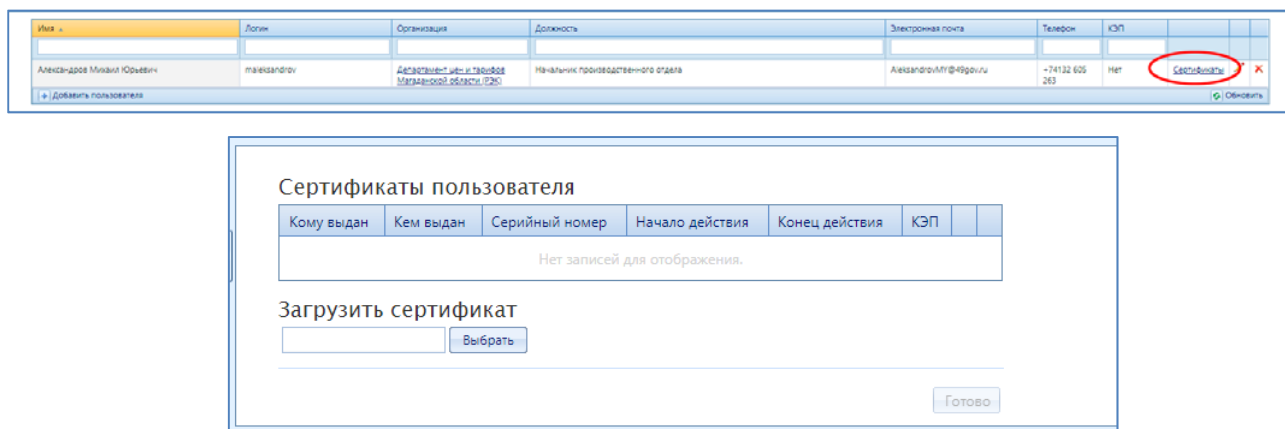 Имя Логин Организация Должность Электронная почта Телефон КЭП
Александров Михаил Юрьевич maleksandrov Департамент цен и тарифов Начальник производственного отдела AleksandrovMY@49gov.ru +74132 605 Нет Сертификаты
Магаданской области (РЭК) 263
Добавить пользователя Обновить
Сертификаты пользователя
Кому выдан Кем выдан Серийный номер Начало действия Конец действия КЭП
Нет записей для отображения.
Загрузить сертификат
Выбрать
Готово